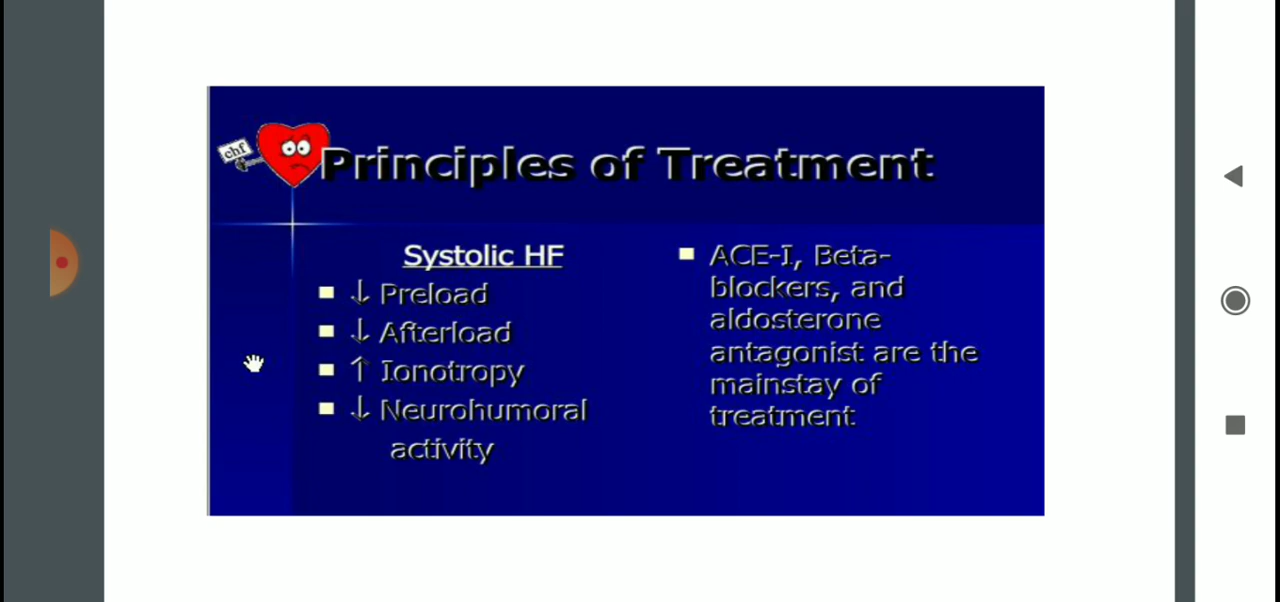 chf
Principles of Treatment
Systolic HF
↓ Preload
↓ Afterload
↑ Ionotropy
↓ Neurohumoral
activity
ACE-I, Beta-
blockers, and
aldosterone
antagonist are the
mainstay of
treatment